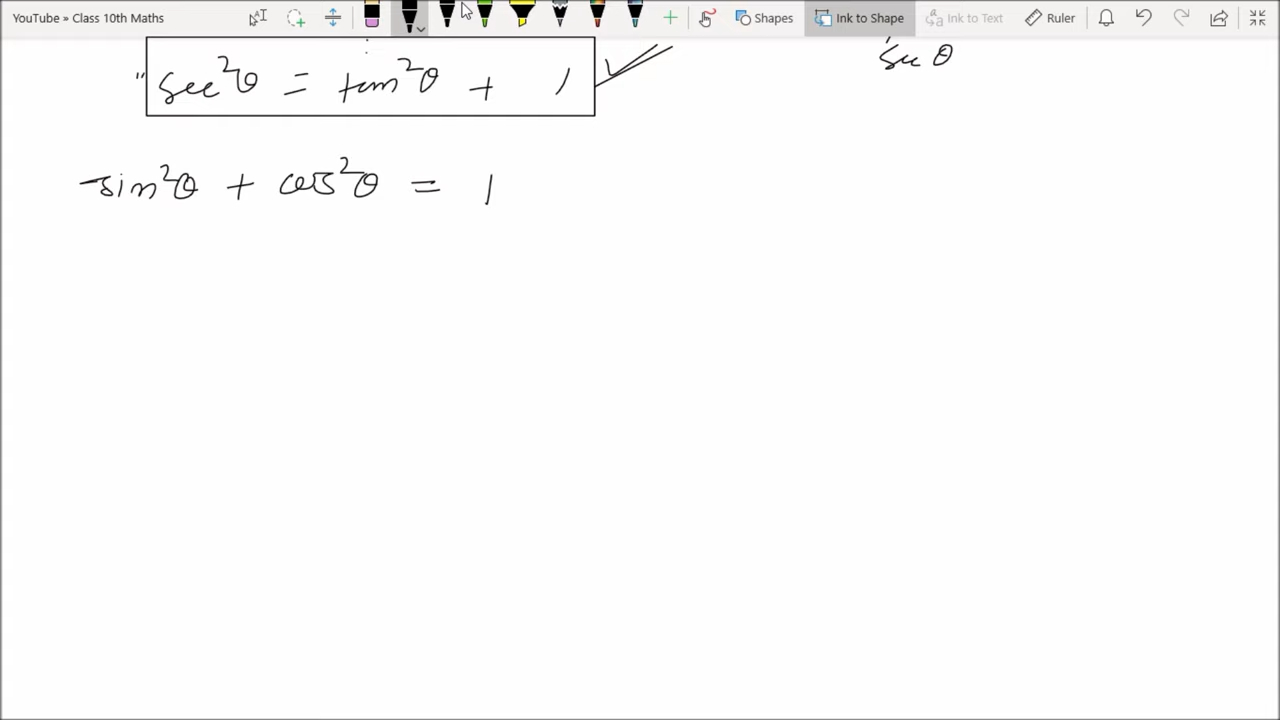 YouTube » Class 10th Maths
Shapes
Ink to Shape
Ink to Text
Ruler
"sec²θ = tan²θ + 1
sec θ
sin²θ + cos²θ = 1